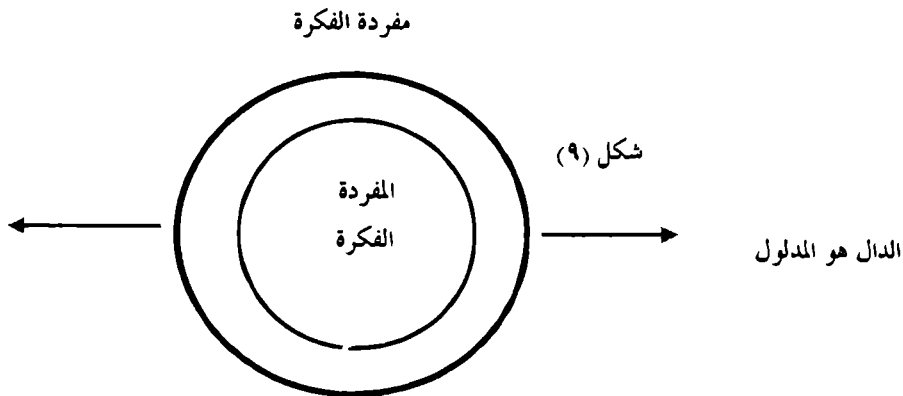 مفردة الفكرة
شكل (٩)
المفردة
الفكرة
الدال هو المدلول